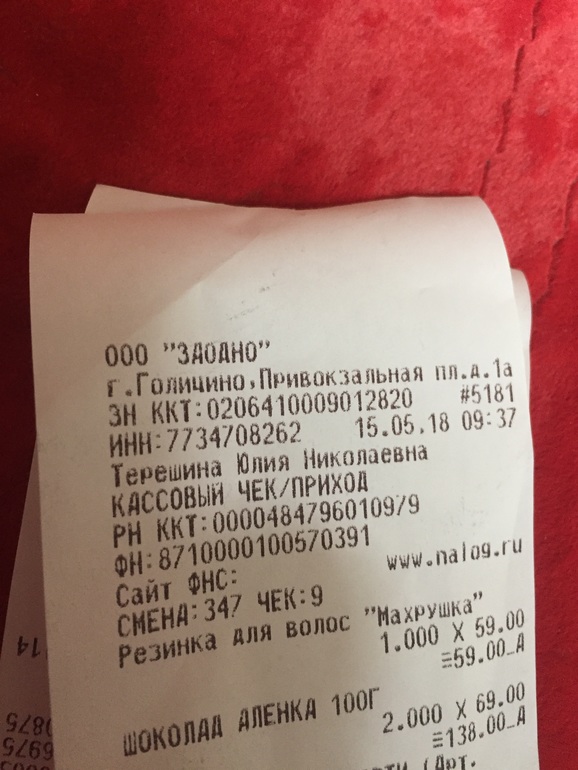 ООО "ЗАОДНО"
г.Голицино,Привокзальная пл.д.1а
ЗН ККТ:0206410009012820 #5181
ИНН:7734708262 15.05.18 09:37
Терешина Юлия Николаевна
КАССОВЫЙ ЧЕК/ПРИХОД
РН ККТ:0000484796010979
ФН:8710000100570391
Сайт ФНС: www.nalog.ru
СМЕНА:347 ЧЕК:9
Резинка для волос "Махрушка"
1.000 X 59.00
≡59.00_А
ШОКОЛАД АЛЕНКА 100Г
2.000 X 69.00
≡138.00_А
(Арт.